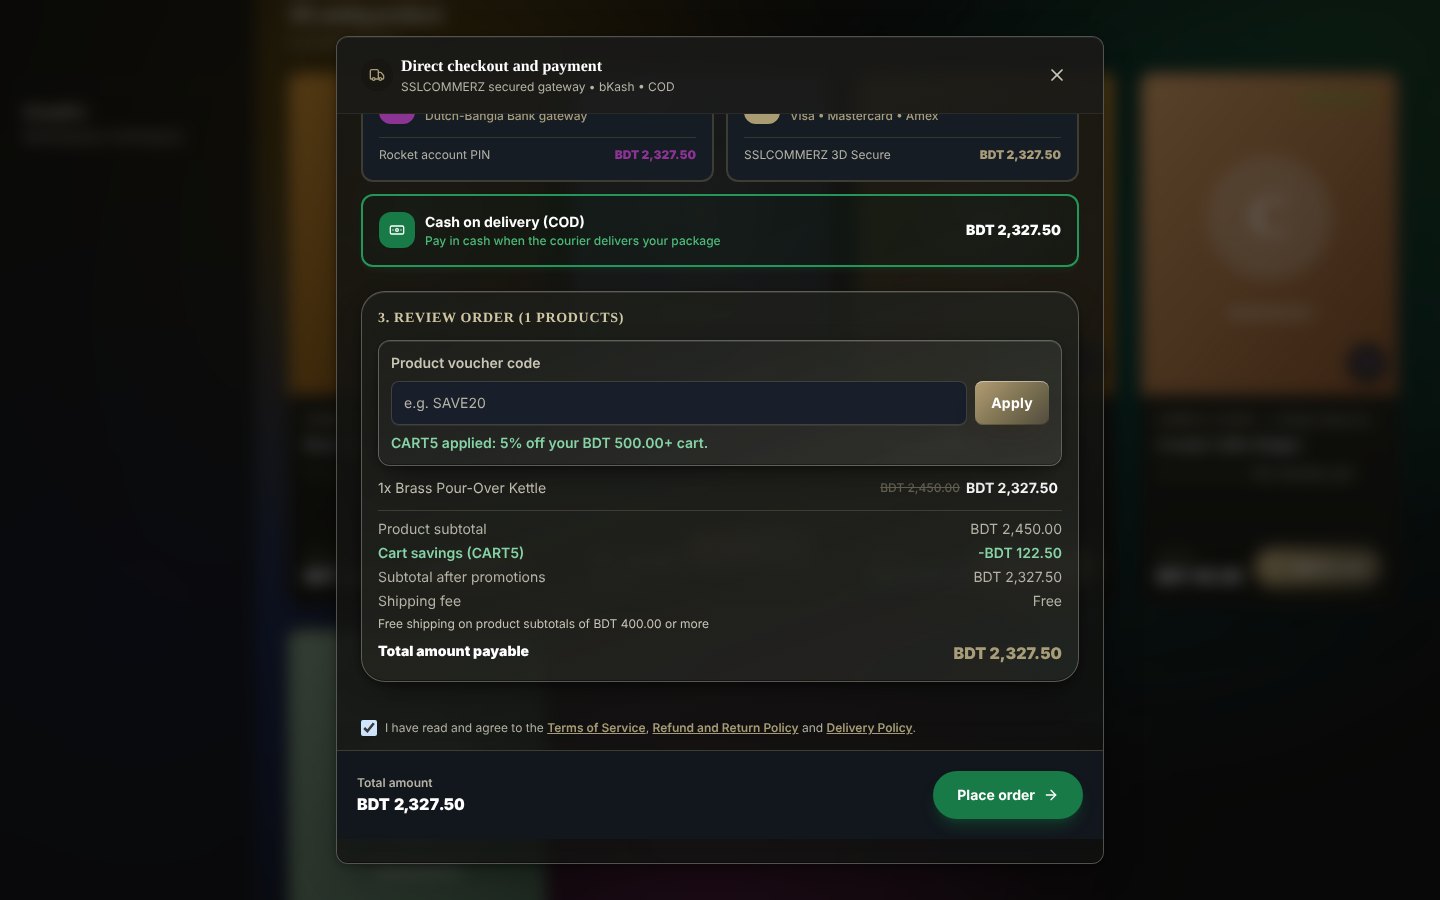 Direct checkout and payment
SSLCOMMERZ secured gateway • bKash • COD
Dutch-Bangla Bank gateway
Visa • Mastercard • Amex
Rocket account PIN BDT 2,327.50
SSLCOMMERZ 3D Secure BDT 2,327.50
Cash on delivery (COD)
Pay in cash when the courier delivers your package
BDT 2,327.50
3. REVIEW ORDER (1 PRODUCTS)
Product voucher code
e.g. SAVE20
Apply
CART5 applied: 5% off your BDT 500.00+ cart.
1x Brass Pour-Over Kettle BDT 2,450.00 BDT 2,327.50
Product subtotal BDT 2,450.00
Cart savings (CART5) -BDT 122.50
Subtotal after promotions BDT 2,327.50
Shipping fee Free
Free shipping on product subtotals of BDT 400.00 or more
Total amount payable BDT 2,327.50
I have read and agree to the Terms of Service, Refund and Return Policy and Delivery Policy.
Total amount
BDT 2,327.50
Place order